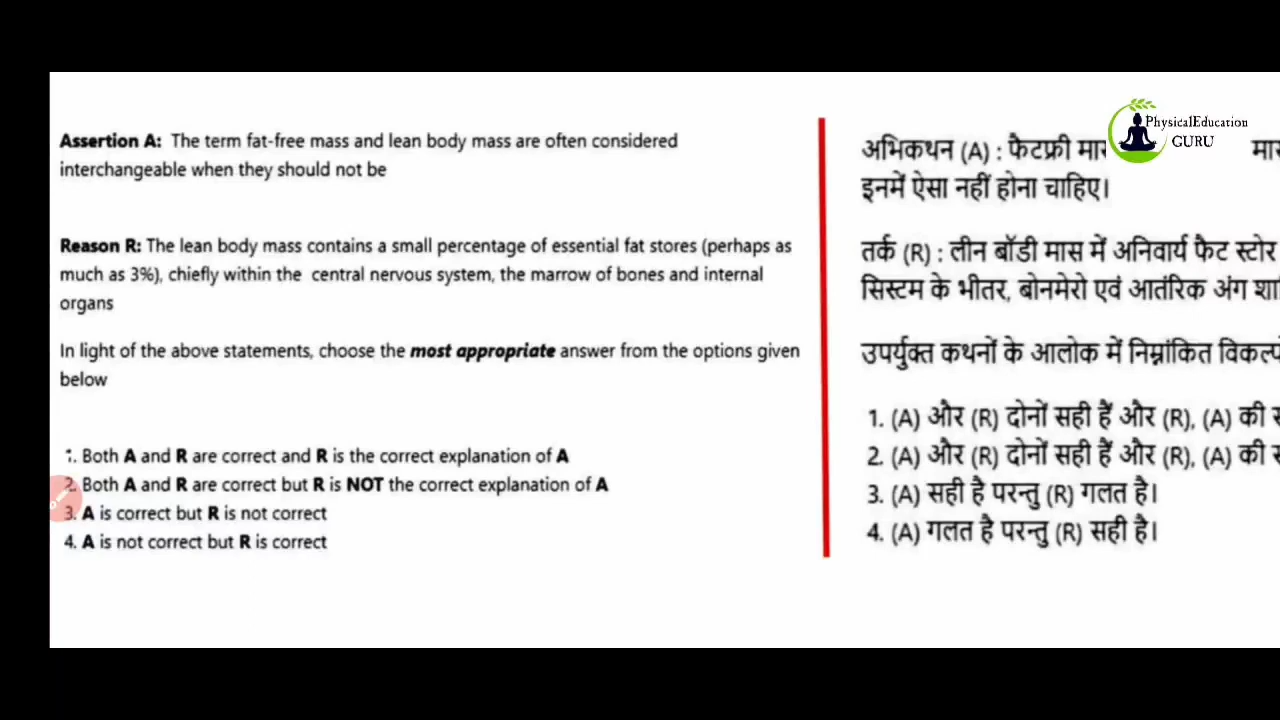 Assertion A: The term fat-free mass and lean body mass are often considered
interchangeable when they should not be
Reason R: The lean body mass contains a small percentage of essential fat stores (perhaps as
much as 3%), chiefly within the central nervous system, the marrow of bones and internal
organs
In light of the above statements, choose the most appropriate answer from the options given
below
1. Both A and R are correct and R is the correct explanation of A
2. Both A and R are correct but R is NOT the correct explanation of A
3. A is correct but R is not correct
4. A is not correct but R is correct
PhysicalEducation
GURU
अभिकथन (A) : फैटफ्री
इनमें ऐसा नहीं होना चाहिए।
तर्क (R) : लीन बॉडी मास में अनिवार्य फैट स्टोर
सिस्टम के भीतर, बोनमेरो एवं आतंरिक अंग
उपर्युक्त कथनों के आलोक में निम्नांकित
1. (A) और (R) दोनों सही हैं और (R), (A) की
2. (A) और (R) दोनों सही हैं और (R), (A) की
3. (A) सही है परन्तु (R) गलत है।
4. (A) गलत है परन्तु (R) सही है।